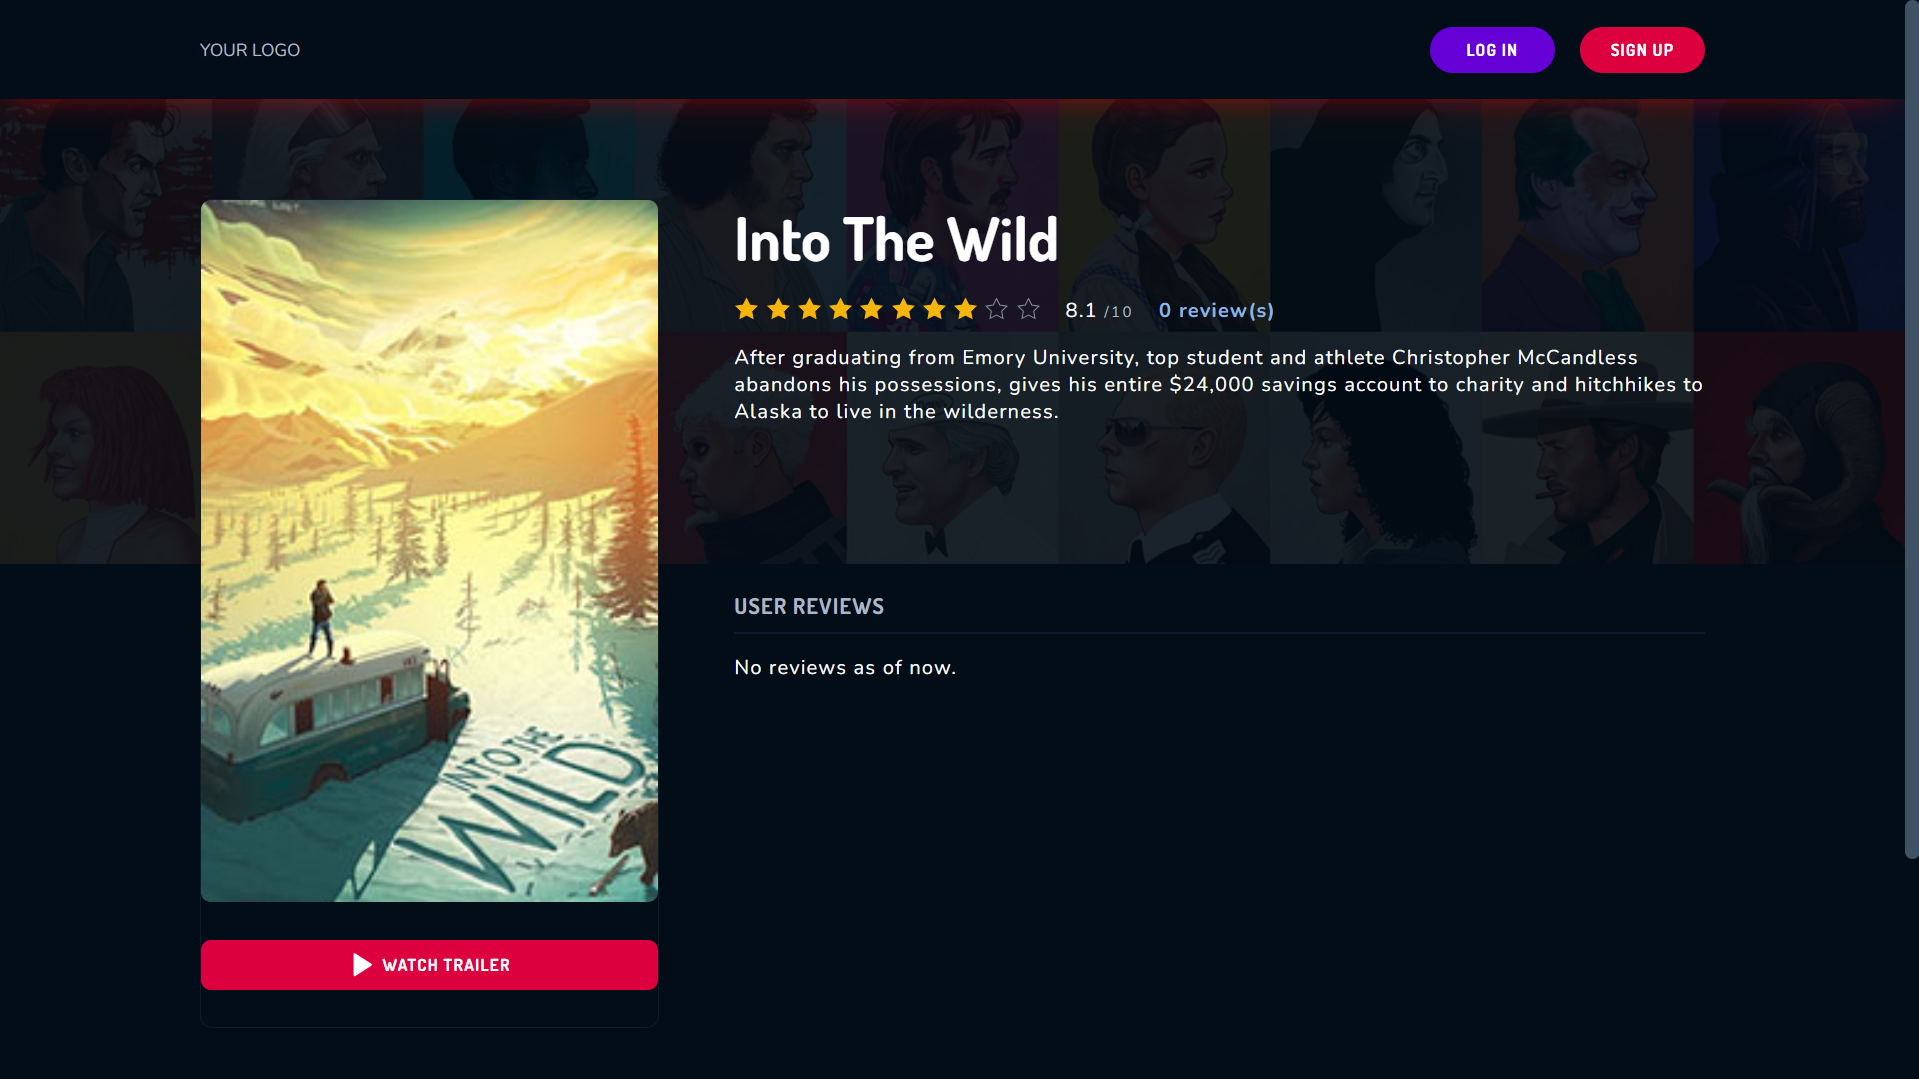 YOUR LOGO
LOG IN
SIGN UP
Into The Wild
8.1 /10 0 review(s)
After graduating from Emory University, top student and athlete Christopher McCandless
abandons his possessions, gives his entire $24,000 savings account to charity and hitchhikes to
Alaska to live in the wilderness.
INTO THE
WILD
USER REVIEWS
No reviews as of now.
WATCH TRAILER